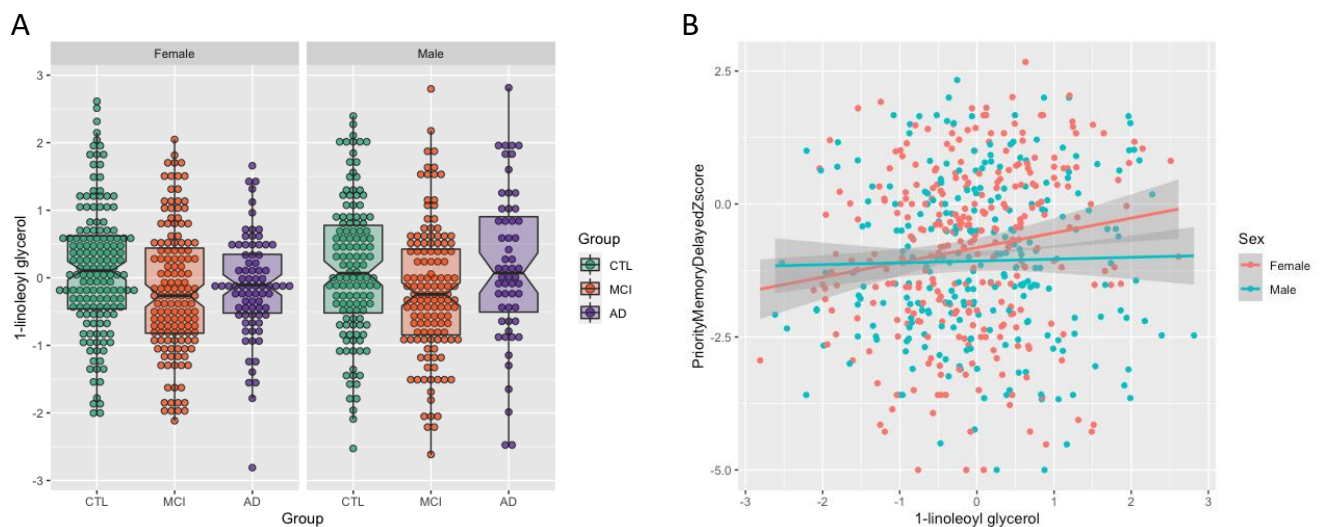 A
Female
Male
3
2
1
0
-1
-2
-3
1-linoleoyl glycerol
CTL
MCI
AD
CTL
MCI
AD
Group
Group
CTL
MCI
AD
B
2.5
0.0
-2.5
-5.0
PriorityMemoryDelayedZscore
-3
-2
-1
0
1
2
3
1-linoleoyl glycerol
Sex
Female
Male